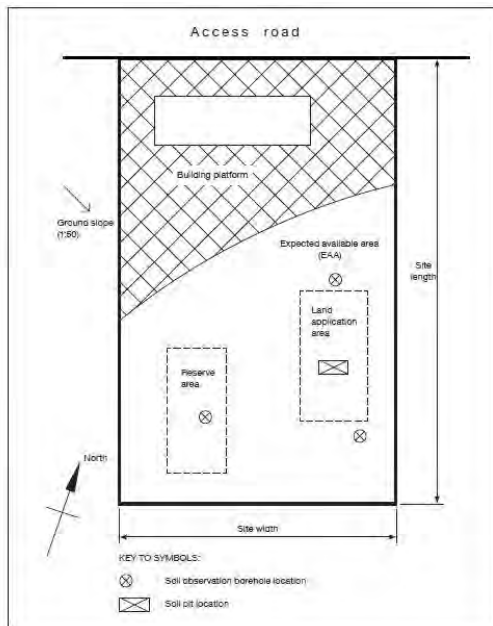 Access road
Building platform
Ground slope
(1:50)
Expected available area
(EAA)
Site
length
Land
application
area
Reserve
area
North
Site width
KEY TO SYMBOLS:
Soil observation borehole location
Soil pit location